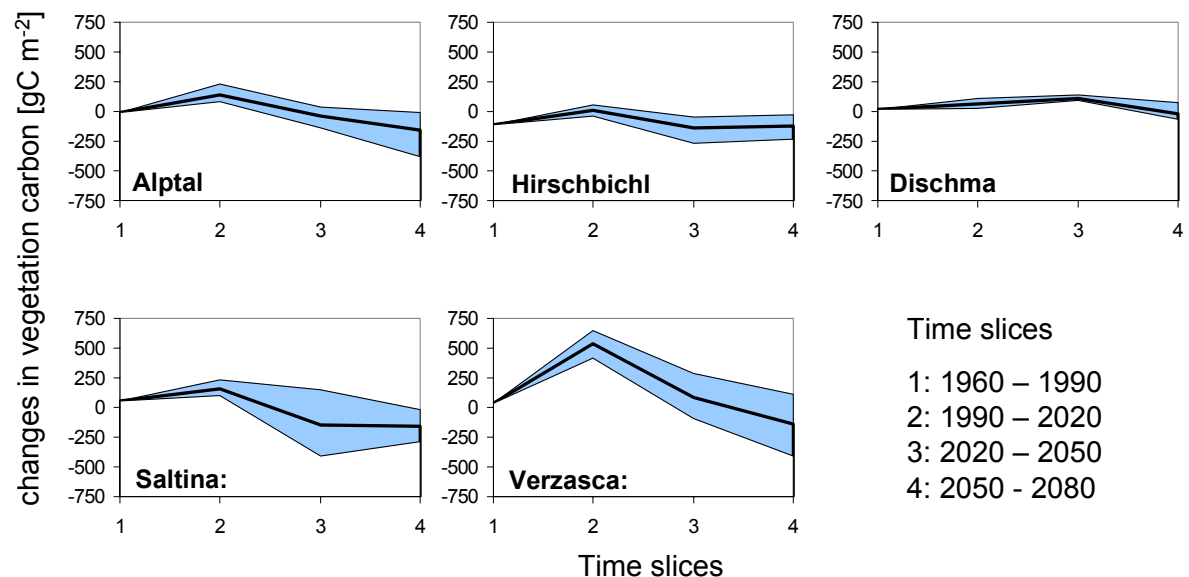 changes in vegetation carbon [gC m-2]
750
500
250
0
-250
-500
-750
Alptal
1 2 3 4
750
500
250
0
-250
-500
-750
Hirschbichl
1 2 3 4
750
500
250
0
-250
-500
-750
Dischma
1 2 3 4
750
500
250
0
-250
-500
-750
Saltina:
1 2 3 4
750
500
250
0
-250
-500
-750
Verzasca:
1 2 3 4
Time slices
Time slices
1: 1960 – 1990
2: 1990 – 2020
3: 2020 – 2050
4: 2050 - 2080